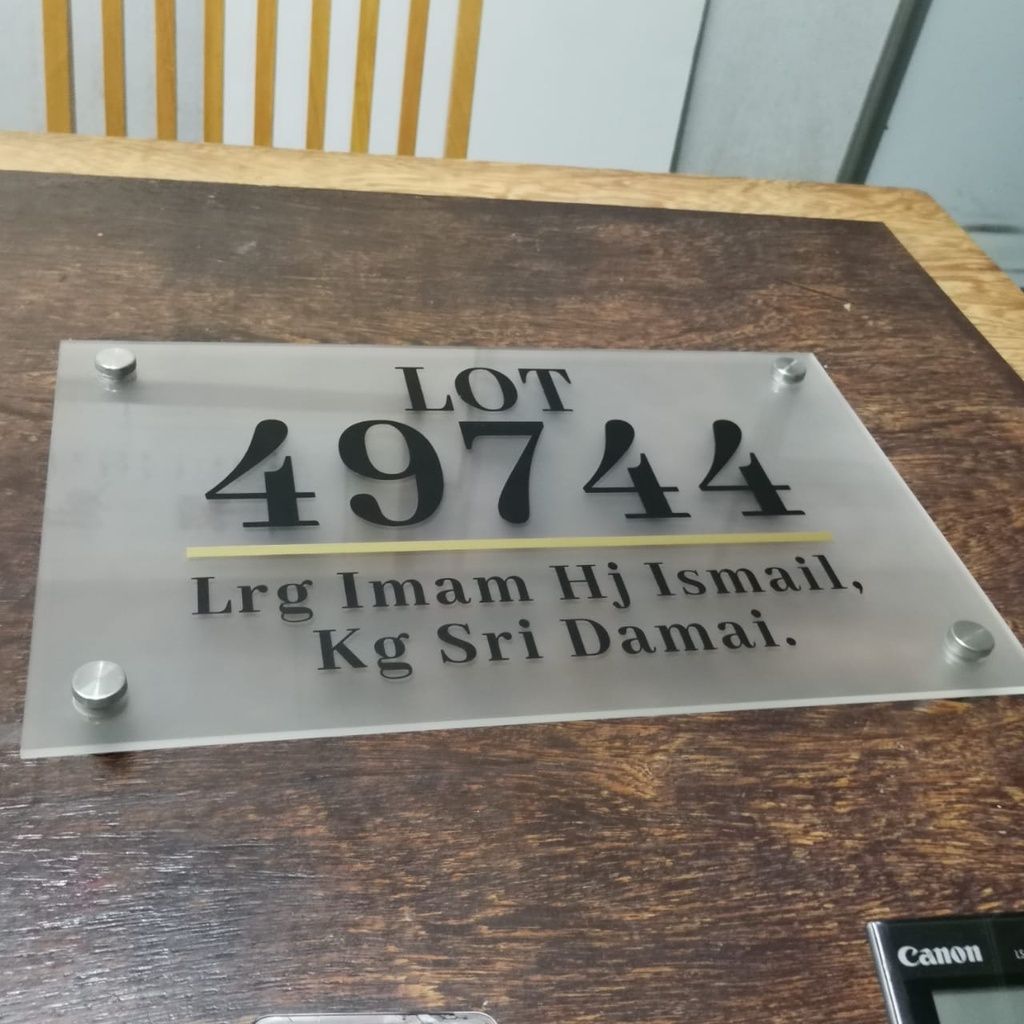 LOT
49744
Lrg Imam Hj Ismail,
Kg Sri Damai.
Canon